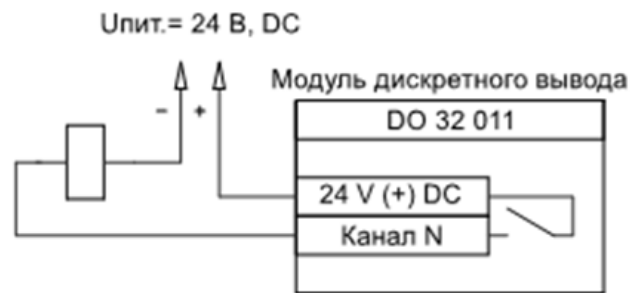 Uпит.= 24 В, DC
Модуль дискретного вывода
− +
DO 32 011
24 V (+) DC
Канал N